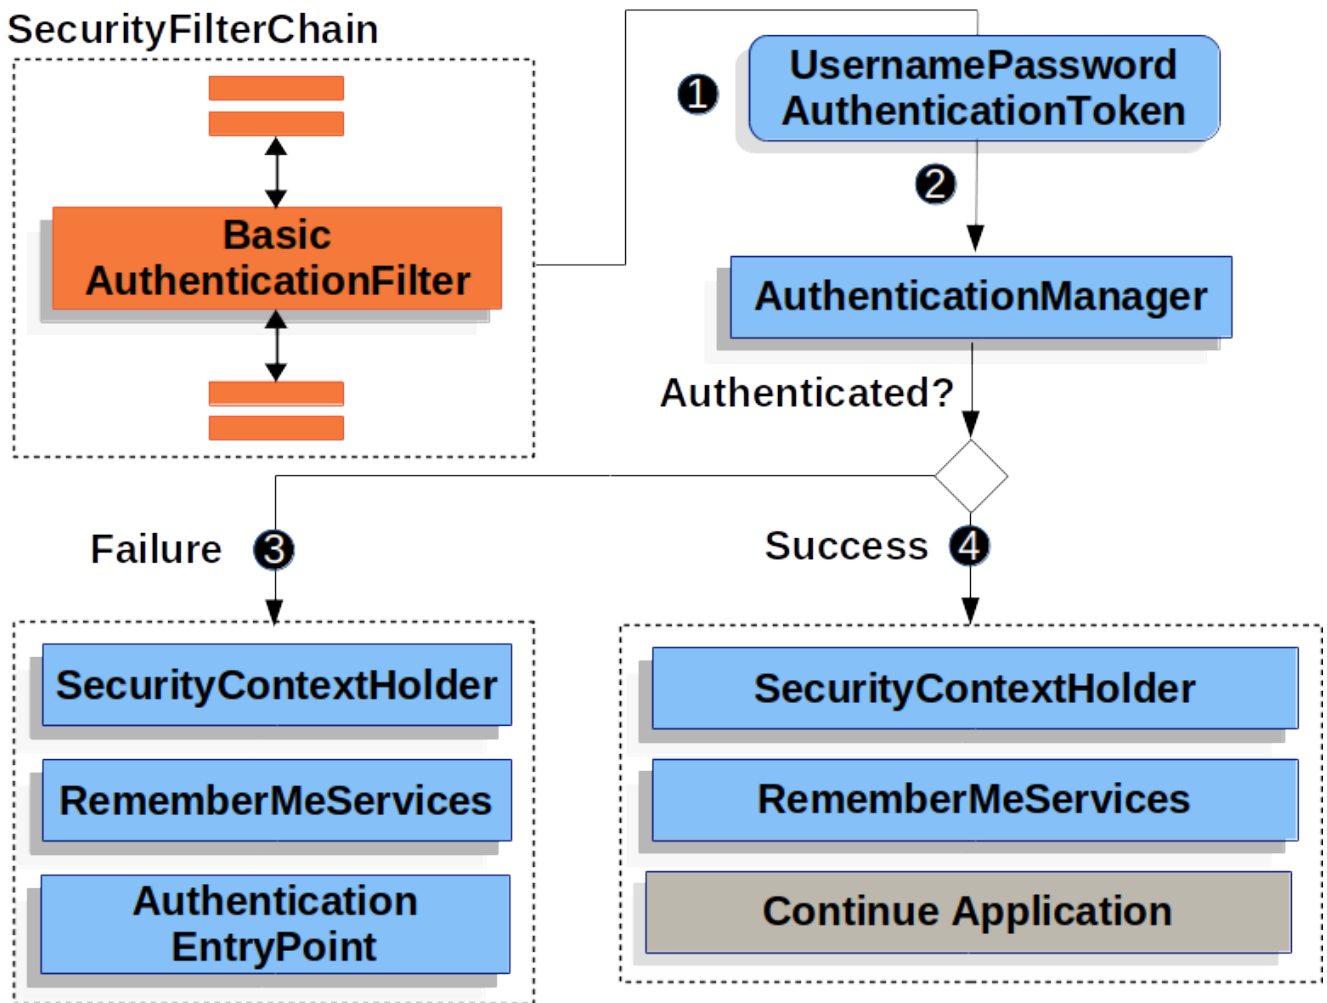 SecurityFilterChain
Basic
AuthenticationFilter
1
UsernamePassword
AuthenticationToken
2
AuthenticationManager
Authenticated?
Failure
3
Success
4
SecurityContextHolder
RememberMeServices
Authentication
EntryPoint
SecurityContextHolder
RememberMeServices
Continue Application